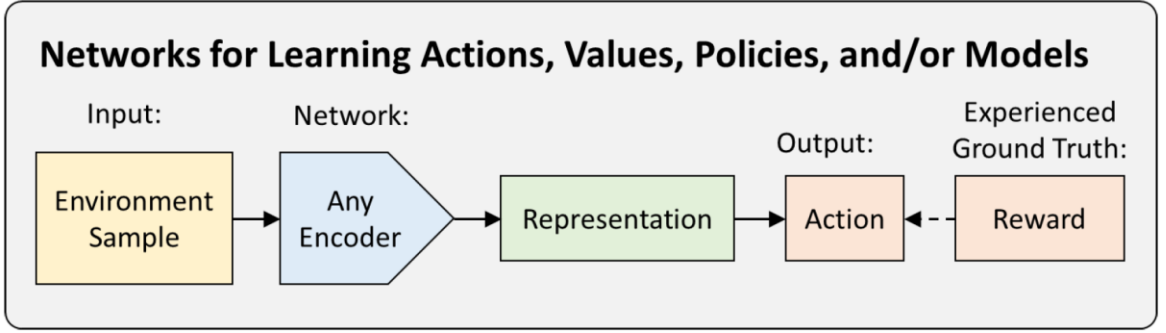 Networks for Learning Actions, Values, Policies, and/or Models
Input:
Network:
Output:
Experienced
Ground Truth:
Environment
Sample
Any
Encoder
Representation
Action
Reward